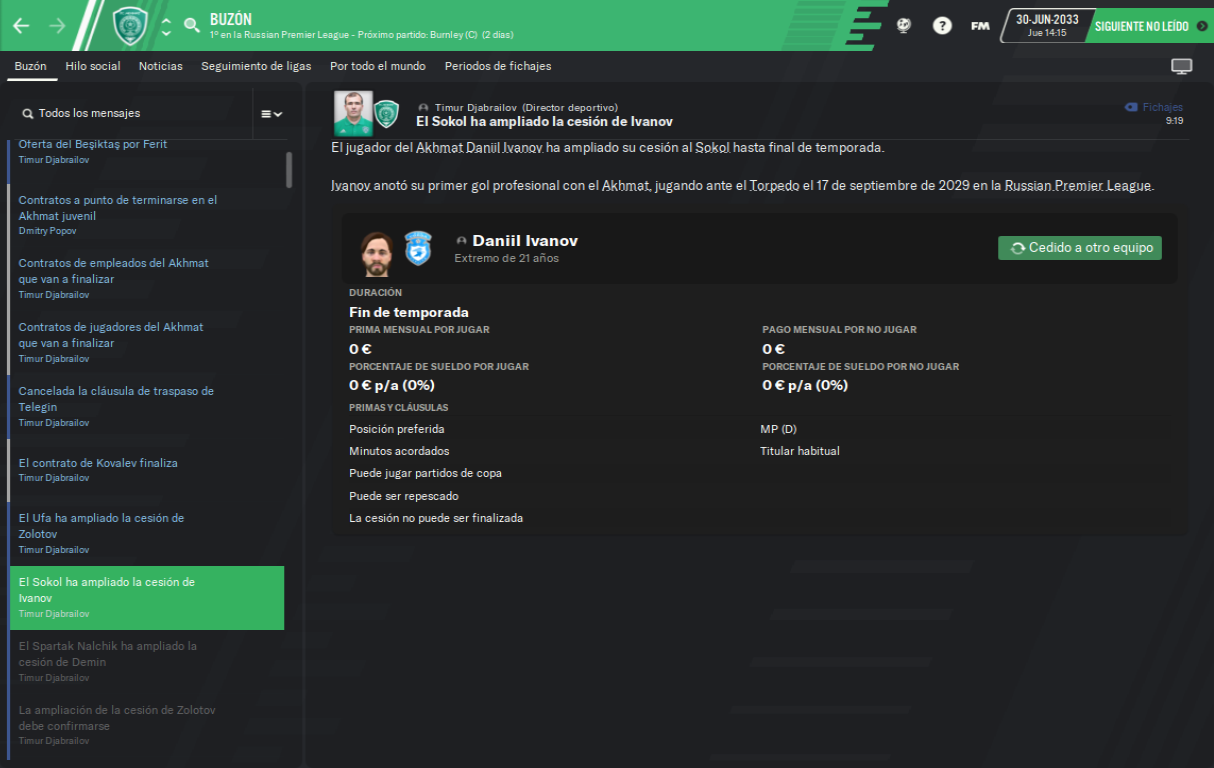 BUZÓN
1º en la Russian Premier League - Próximo partido: Burnley (C) (2 días)
?
FM
30-JUN-2033
Jue 14:15
SIGUIENTE NO LEÍDO
Buzón
Hilo social
Noticias
Seguimiento de ligas
Por todo el mundo
Periodos de fichajes
Todos los mensajes
Oferta del Beşiktaş por Ferit
Timur Djabrailov
Contratos a punto de terminarse en el
Akhmat juvenil
Dmitry Popov
Contratos de empleados del Akhmat
que van a finalizar
Timur Djabrailov
Contratos de jugadores del Akhmat
que van a finalizar
Timur Djabrailov
Cancelada la cláusula de traspaso de
Telegin
Timur Djabrailov
El contrato de Kovalev finaliza
Timur Djabrailov
El Ufa ha ampliado la cesión de
Zolotov
Timur Djabrailov
El Sokol ha ampliado la cesión de
Ivanov
Timur Djabrailov
El Spartak Nalchik ha ampliado la
cesión de Demin
Timur Djabrailov
La ampliación de la cesión de Zolotov
debe confirmarse
Timur Djabrailov
Timur Djabrailov (Director deportivo)
El Sokol ha ampliado la cesión de Ivanov
Fichajes
9:19
El jugador del Akhmat Daniil Ivanov ha ampliado su cesión al Sokol hasta final de temporada.
Ivanov anotó su primer gol profesional con el Akhmat, jugando ante el Torpedo el 17 de septiembre de 2029 en la Russian Premier League.
Daniil Ivanov
Extremo de 21 años
Cedido a otro equipo
DURACIÓN
Fin de temporada
PRIMA MENSUAL POR JUGAR
PAGO MENSUAL POR NO JUGAR
0 €
0 €
PORCENTAJE DE SUELDO POR JUGAR
PORCENTAJE DE SUELDO POR NO JUGAR
0 € p/a (0%)
0 € p/a (0%)
PRIMAS Y CLÁUSULAS
Posición preferida
MP (D)
Minutos acordados
Titular habitual
Puede jugar partidos de copa
Puede ser repescado
La cesión no puede ser finalizada